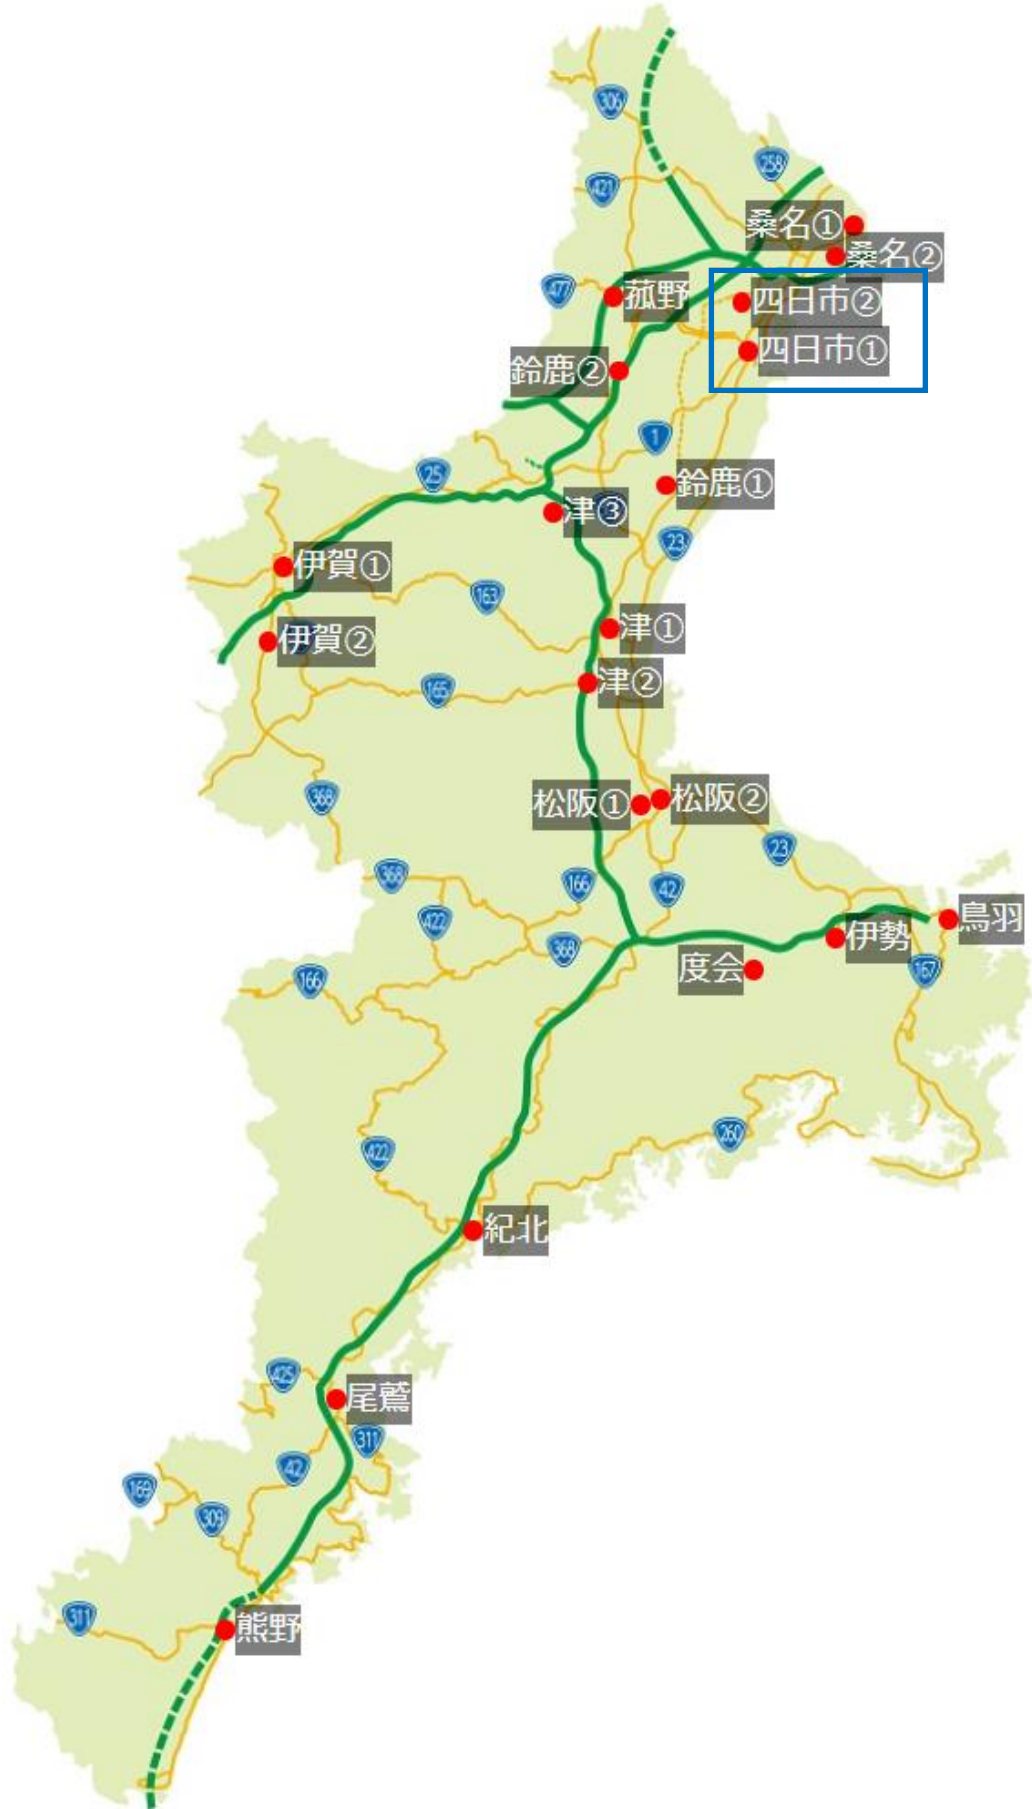 306
258
421
桑名①
桑名②
47
菰野
四日市②
四日市①
鈴鹿②
1
25
鈴鹿①
津③
23
伊賀①
163
津①
伊賀②
津②
165
松阪①
松阪②
368
23
368
166
42
422
鳥羽
伊勢
368
度会
166
167
260
422
紀北
425
尾鷲
311
42
169
309
311
熊野